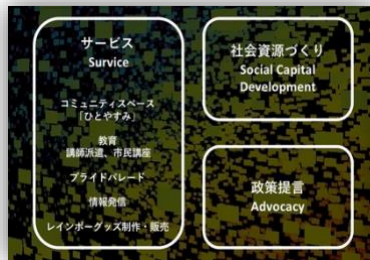 サービス
Survice
コミュニティスペース
「ひとやすみ」
教育
講師派遣、市民講座
プライドパレード
情報発信
レインボーグッズ制作・販売
社会資源づくり
Social Capital
Development
政策提言
Advocacy